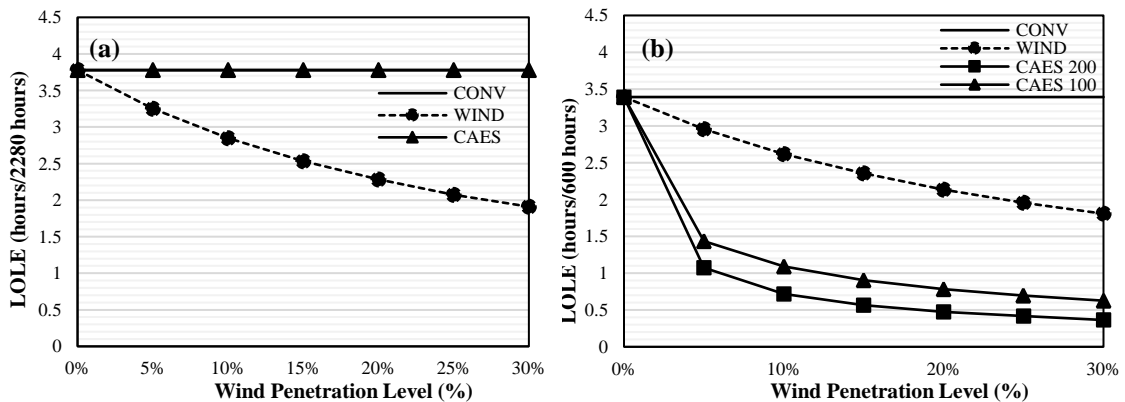 (a)
LOLE (hours/2280 hours)
4.5
4
3.5
3
2.5
2
1.5
1
0.5
0
CONV
WIND
CAES
0% 5% 10% 15% 20% 25% 30%
Wind Penetration Level (%)
(b)
LOLE (hours/600 hours)
4.5
4
3.5
3
2.5
2
1.5
1
0.5
0
CONV
WIND
CAES 200
CAES 100
0% 10% 20% 30%
Wind Penetration Level (%)